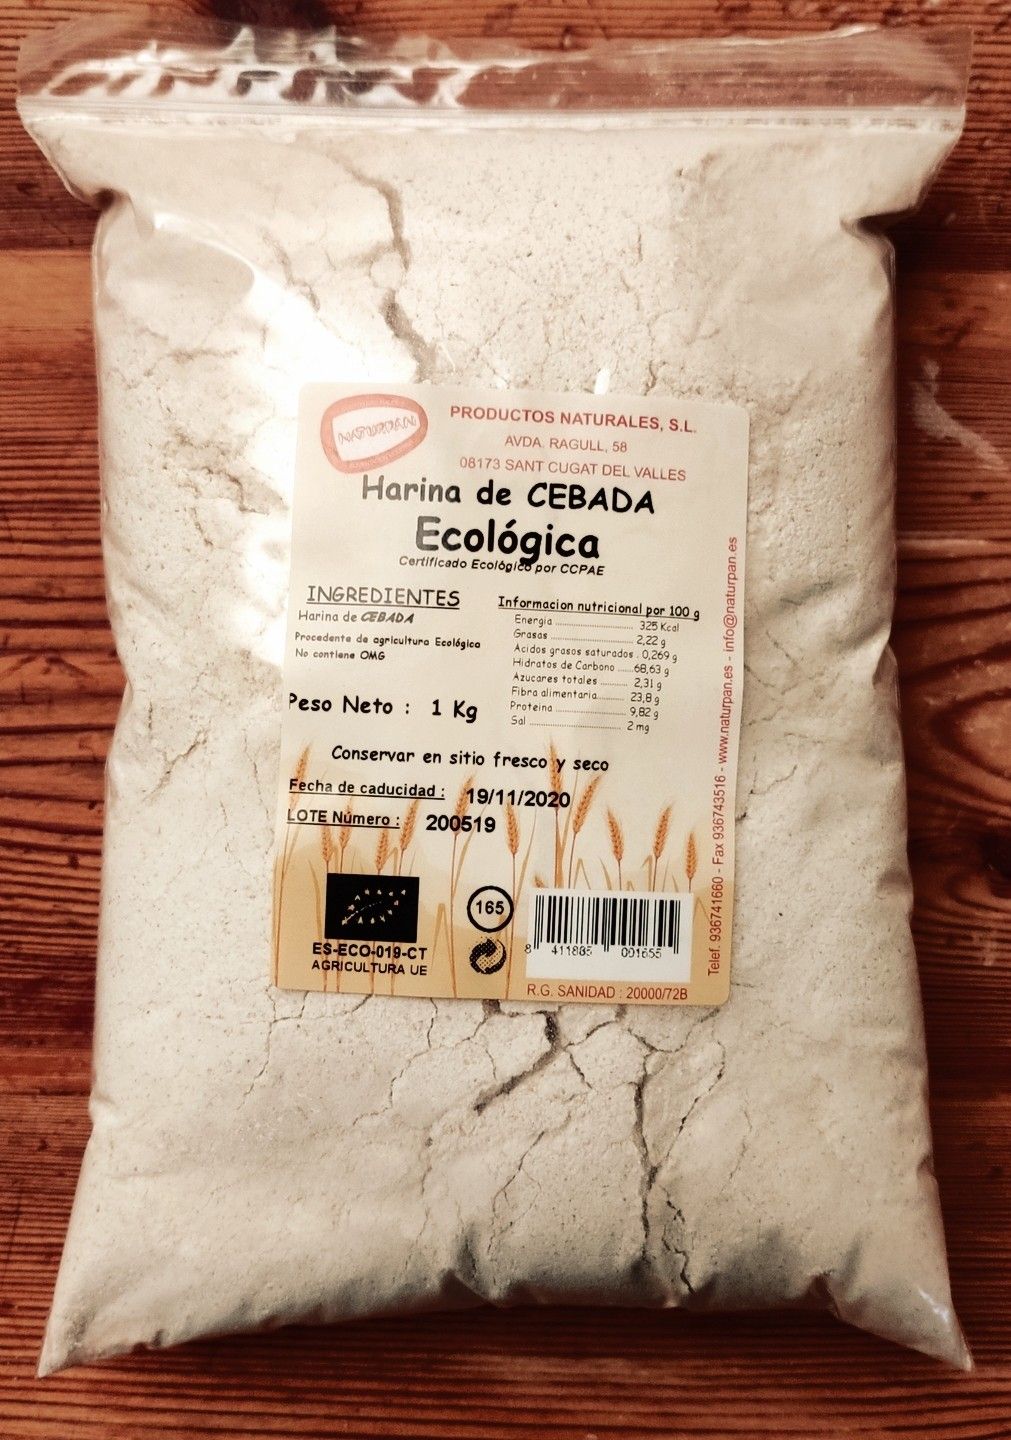 NATURPAN
PRODUCTOS NATURALES, S.L.
AVDA. RAGULL, 58
08173 SANT CUGAT DEL VALLES
Harina de CEBADA
Ecológica
Certificado Ecológico por CCPAE
INGREDIENTES
Harina de CEBADA
Procedente de agricultura Ecológica
No contiene OMG
Informacion nutricional por 100 g
Energia ........................... 325 Kcal
Grasas ........................... 2,22 g
Acidos grasos saturados . 0,269 g
Hidratos de Carbono ...... 68,63 g
Azucares totales .......... 2,31 g
Fibra alimentaria.......... 23,8 g
Proteina ........................ 9,82 g
Sal ................................ 2 mg
Peso Neto : 1 Kg
Conservar en sitio fresco y seco
Fecha de caducidad : 19/11/2020
LOTE Número : 200519
ES-ECO-019-CT
AGRICULTURA UE
165
8 411885 001655
R.G. SANIDAD : 20000/72B
Telef. 936741660 - Fax 936743516 - www.naturpan.es - info@naturpan.es